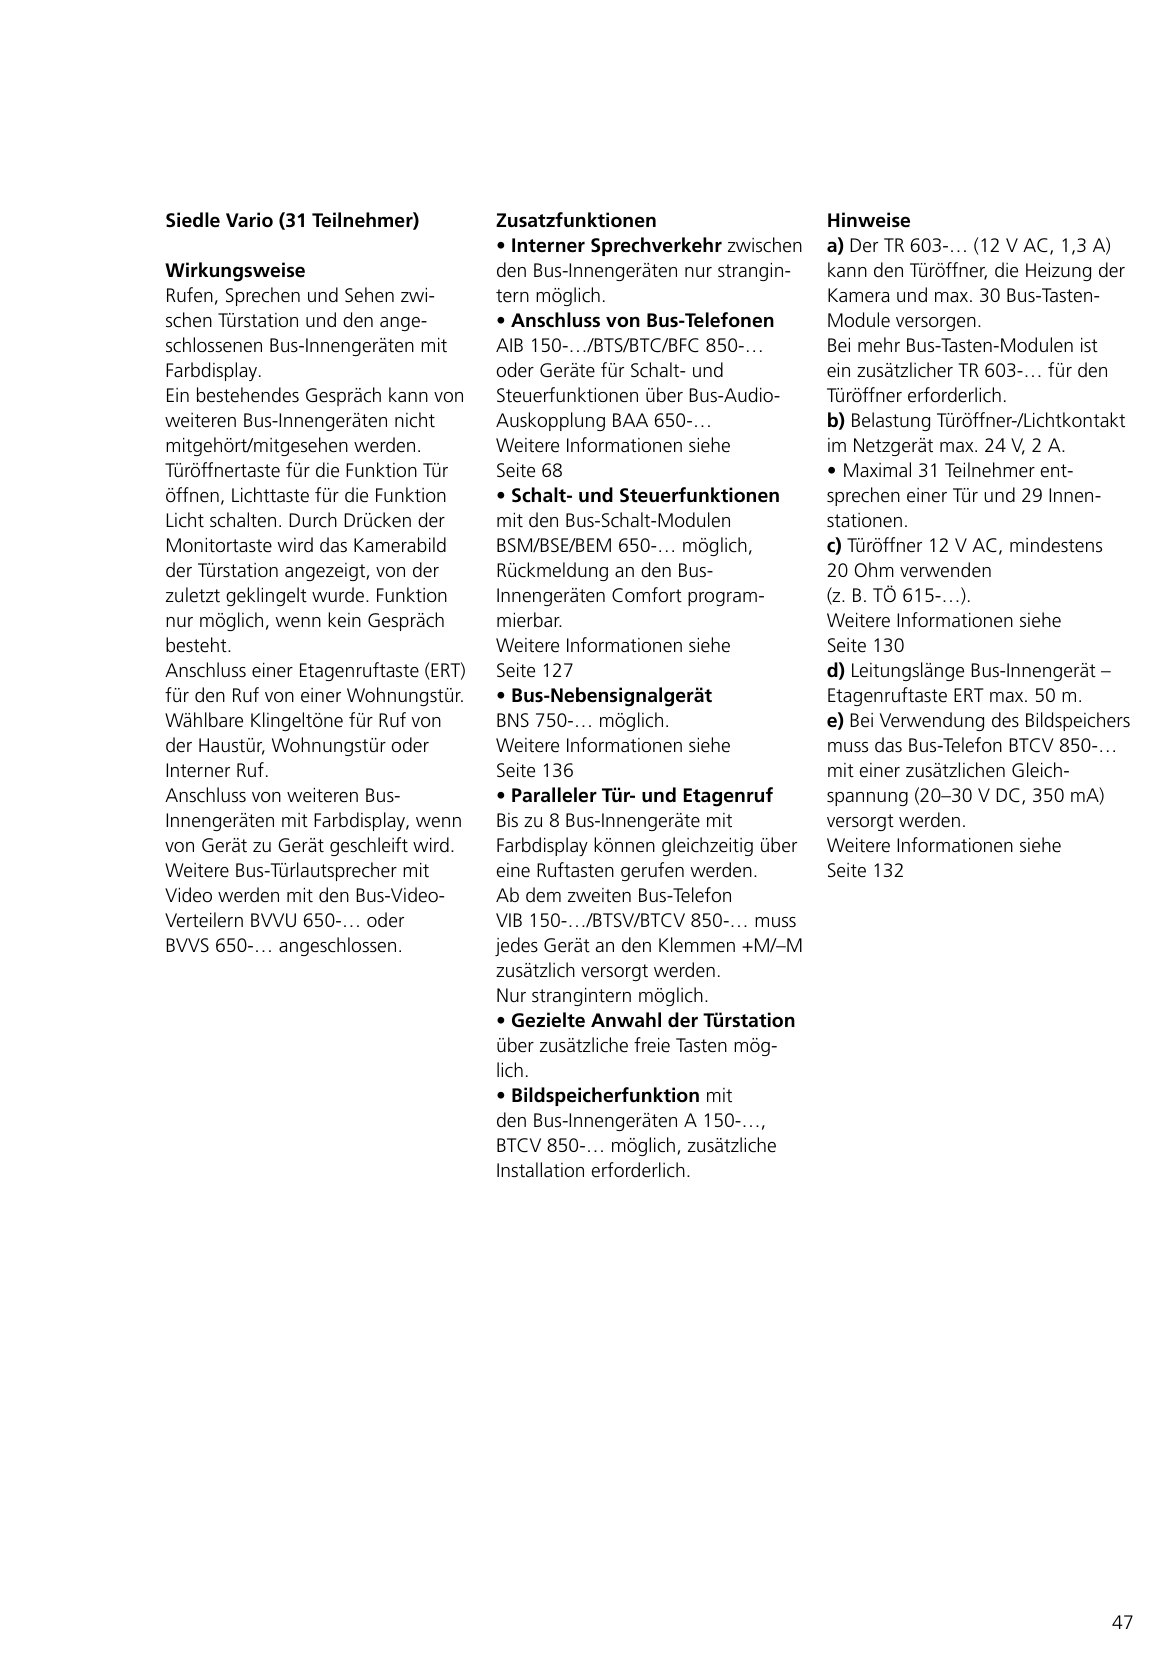 Siedle Vario (31 Teilnehmer)
Wirkungsweise
Rufen, Sprechen und Sehen zwi-
schen Türstation und den ange-
schlossenen Bus-Innengeräten mit
Farbdisplay.
Ein bestehendes Gespräch kann von
weiteren Bus-Innengeräten nicht
mitgehört/mitgesehen werden.
Türöffnertaste für die Funktion Tür
öffnen, Lichttaste für die Funktion
Licht schalten. Durch Drücken der
Monitortaste wird das Kamerabild
der Türstation angezeigt, von der
zuletzt geklingelt wurde. Funktion
nur möglich, wenn kein Gespräch
besteht.
Anschluss einer Etagenruftaste (ERT)
für den Ruf von einer Wohnungstür.
Wählbare Klingeltöne für Ruf von
der Haustür, Wohnungstür oder
Interner Ruf.
Anschluss von weiteren Bus-
Innengeräten mit Farbdisplay, wenn
von Gerät zu Gerät geschleift wird.
Weitere Bus-Türlautsprecher mit
Video werden mit den Bus-Video-
Verteilern BVVU 650-… oder
BVVS 650-… angeschlossen.
Zusatzfunktionen
• Interner Sprechverkehr zwischen
den Bus-Innengeräten nur strangin-
tern möglich.
• Anschluss von Bus-Telefonen
AIB 150-…/BTS/BTC/BFC 850-…
oder Geräte für Schalt- und
Steuerfunktionen über Bus-Audio-
Auskopplung BAA 650-…
Weitere Informationen siehe
Seite 68
• Schalt- und Steuerfunktionen
mit den Bus-Schalt-Modulen
BSM/BSE/BEM 650-… möglich,
Rückmeldung an den Bus-
Innengeräten Comfort program-
mierbar.
Weitere Informationen siehe
Seite 127
• Bus-Nebensignalgerät
BNS 750-… möglich.
Weitere Informationen siehe
Seite 136
• Paralleler Tür- und Etagenruf
Bis zu 8 Bus-Innengeräte mit
Farbdisplay können gleichzeitig über
eine Ruftasten gerufen werden.
Ab dem zweiten Bus-Telefon
VIB 150-…/BTSV/BTCV 850-… muss
jedes Gerät an den Klemmen +M/–M
zusätzlich versorgt werden.
Nur strangintern möglich.
• Gezielte Anwahl der Türstation
über zusätzliche freie Tasten mög-
lich.
• Bildspeicherfunktion mit
den Bus-Innengeräten A 150-…,
BTCV 850-… möglich, zusätzliche
Installation erforderlich.
Hinweise
a) Der TR 603-… (12 V AC, 1,3 A)
kann den Türöffner, die Heizung der
Kamera und max. 30 Bus-Tasten-
Module versorgen.
Bei mehr Bus-Tasten-Modulen ist
ein zusätzlicher TR 603-… für den
Türöffner erforderlich.
b) Belastung Türöffner-/Lichtkontakt
im Netzgerät max. 24 V, 2 A.
• Maximal 31 Teilnehmer ent-
sprechen einer Tür und 29 Innen-
stationen.
c) Türöffner 12 V AC, mindestens
20 Ohm verwenden
(z. B. TÖ 615-…).
Weitere Informationen siehe
Seite 130
d) Leitungslänge Bus-Innengerät –
Etagenruftaste ERT max. 50 m.
e) Bei Verwendung des Bildspeichers
muss das Bus-Telefon BTCV 850-…
mit einer zusätzlichen Gleich-
spannung (20–30 V DC, 350 mA)
versorgt werden.
Weitere Informationen siehe
Seite 132
47